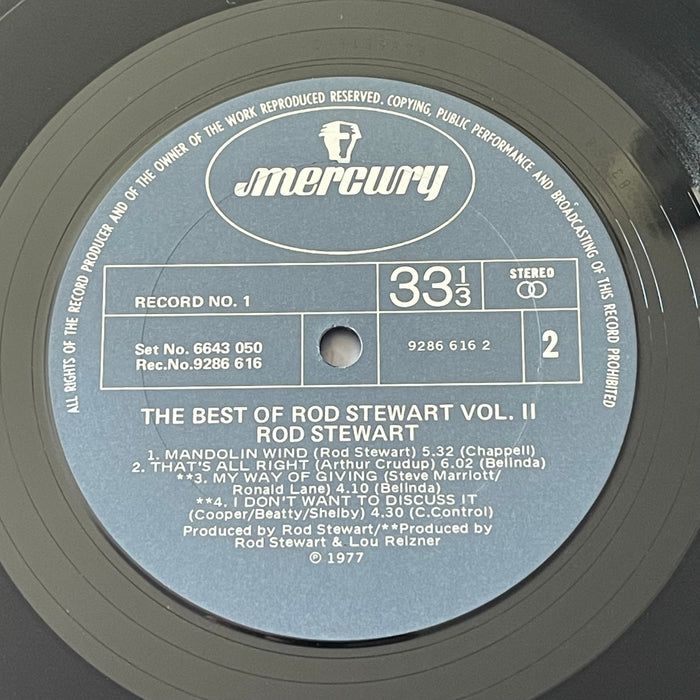 ALL RIGHTS OF THE RECORD PRODUCER AND OF THE OWNER OF THE WORK REPRODUCED RESERVED. COPYING, PUBLIC PERFORMANCE AND BROADCASTING OF THIS RECORD PROHIBITED
mercury
RECORD NO. 1
33 1/3
STEREO
Set No. 6643 050
Rec.No.9286 616
9286 616 2
2
THE BEST OF ROD STEWART VOL. II
ROD STEWART
1. MANDOLIN WIND (Rod Stewart) 5.32 (Chappell)
2. THAT'S ALL RIGHT (Arthur Crudup) 6.02 (Belinda)
**3. MY WAY OF GIVING (Steve Marriott/
Ronald Lane) 4.10 (Belinda)
**4. I DON'T WANT TO DISCUSS IT
(Cooper/Beatty/Shelby) 4.30 (C.Control)
Produced by Rod Stewart/**Produced by
Rod Stewart & Lou Reizner
℗ 1977